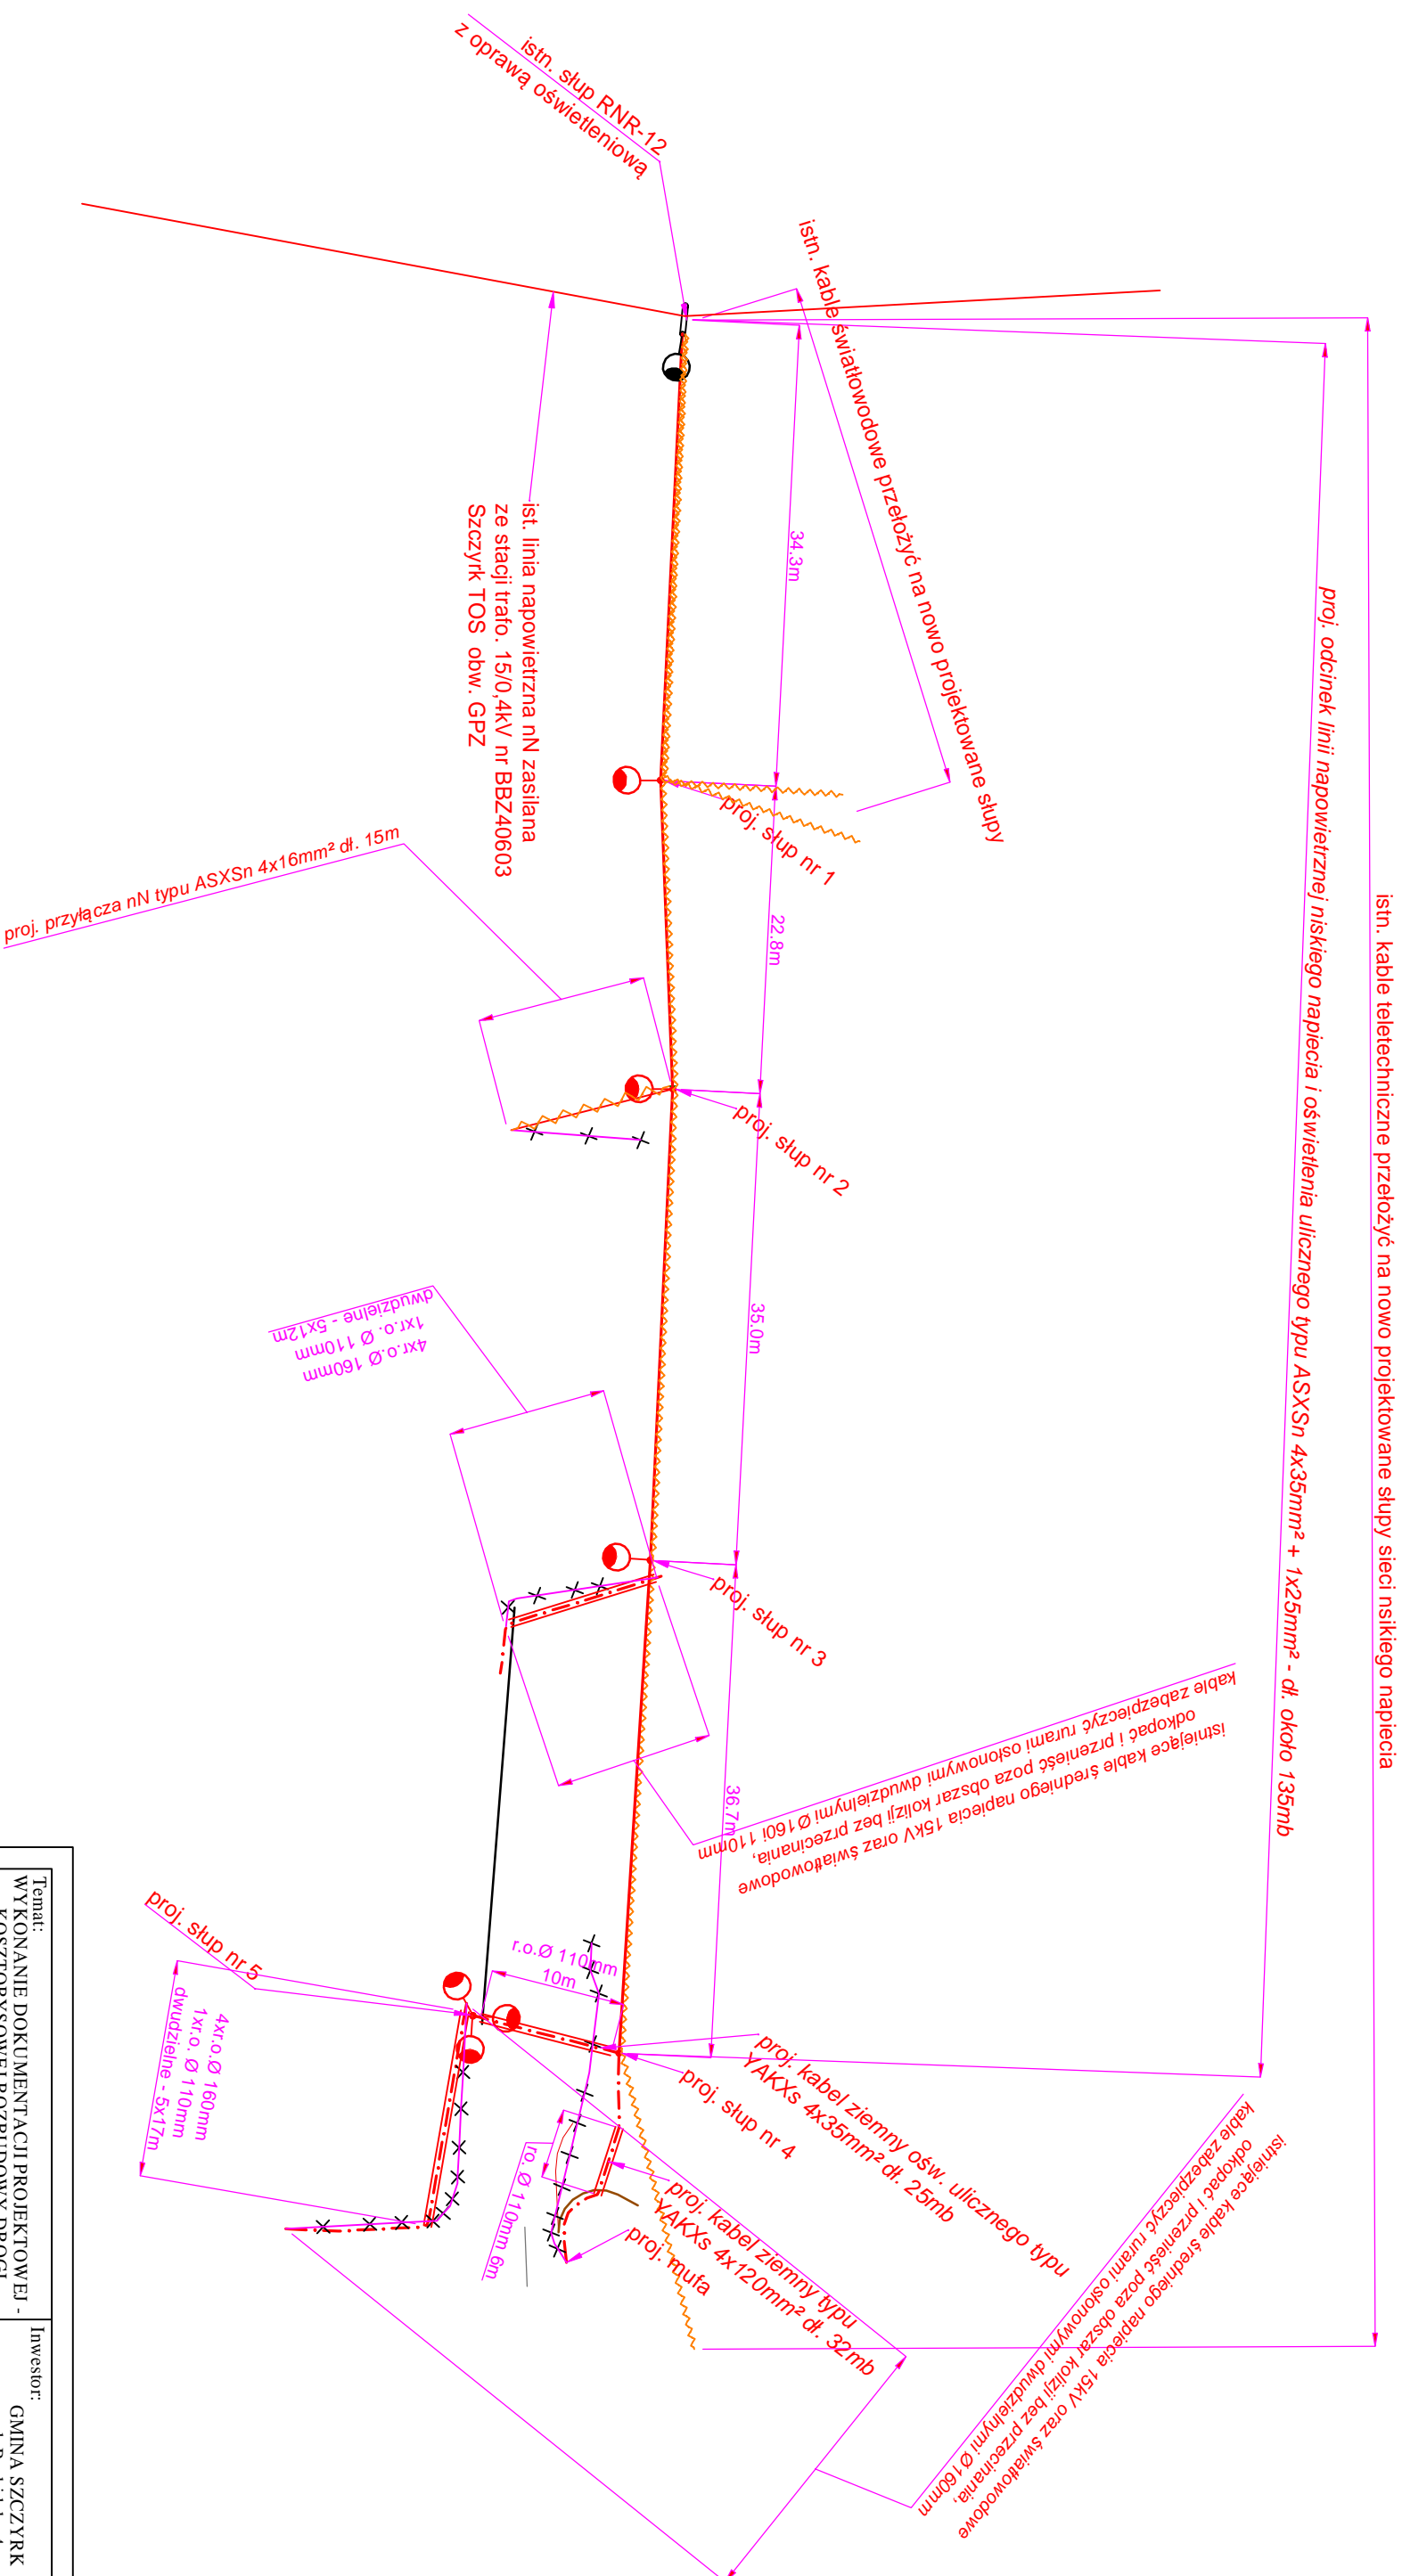 istn. słup RNR-12
z oprawą oświetleniową
istn. kable światłowodowe przełożyć na nowo projektowane słupy
istn. kable teletechniczne przełożyć na nowo projektowane słupy sieci nsikiego napiecia
proj. odcinek linii napowietrznej niskiego napiecia i oświetlenia ulicznego typu ASXSn 4x35mm² + 1x25mm² - dł. około 135mb
34.3m
22.8m
35.0m
36.7m
ist. linia napowietrzna nN zasilana
ze stacji trafo. 15/0,4kV nr BBZ40603
Szczyrk TOS obw. GPZ
proj. słup nr 1
proj. przyłącza nN typu ASXSn 4x16mm² dł. 15m
proj. słup nr 2
4xr.o.Ø 160mm
1xr.o. Ø 110mm
dwudzielne - 5x12m
proj. słup nr 3
istniejące kable średniego napiecia 15kV oraz światłowodowe
odkopać i przenieść poza obszar kolizji bez przecinania,
kable zabezpieczyć rurami osłonowymi dwudzielnymi Ø160i 110mm
proj. słup nr 5
r.o.Ø 110mm
10m
4xr.o.Ø 160mm
1xr.o. Ø 110mm
dwudzielne - 5x17m
proj. kabel ziemny ośw. ulicznego typu
YAKXs 4x35mm² dł. 25mb
proj. słup nr 4
proj. kabel ziemny typu
YAKXs 4x120mm² dł. 32mb
proj. mufa
ro. Ø 110mm 6m
istniejące kable średniego napiecia 15kV oraz światłowodowe
odkopać i przenieść poza obszar kolizji bez przecinania,
kable zabezpieczyć rurami osłonowymi dwudzielnymi Ø160mm
Temat:
WYKONANIE DOKUMENTACJI PROJEKTOWEJ -
KOSZTORYSOWEJ ROZBUDOWY DROGI
Inwestor:
GMINA SZCZYRK